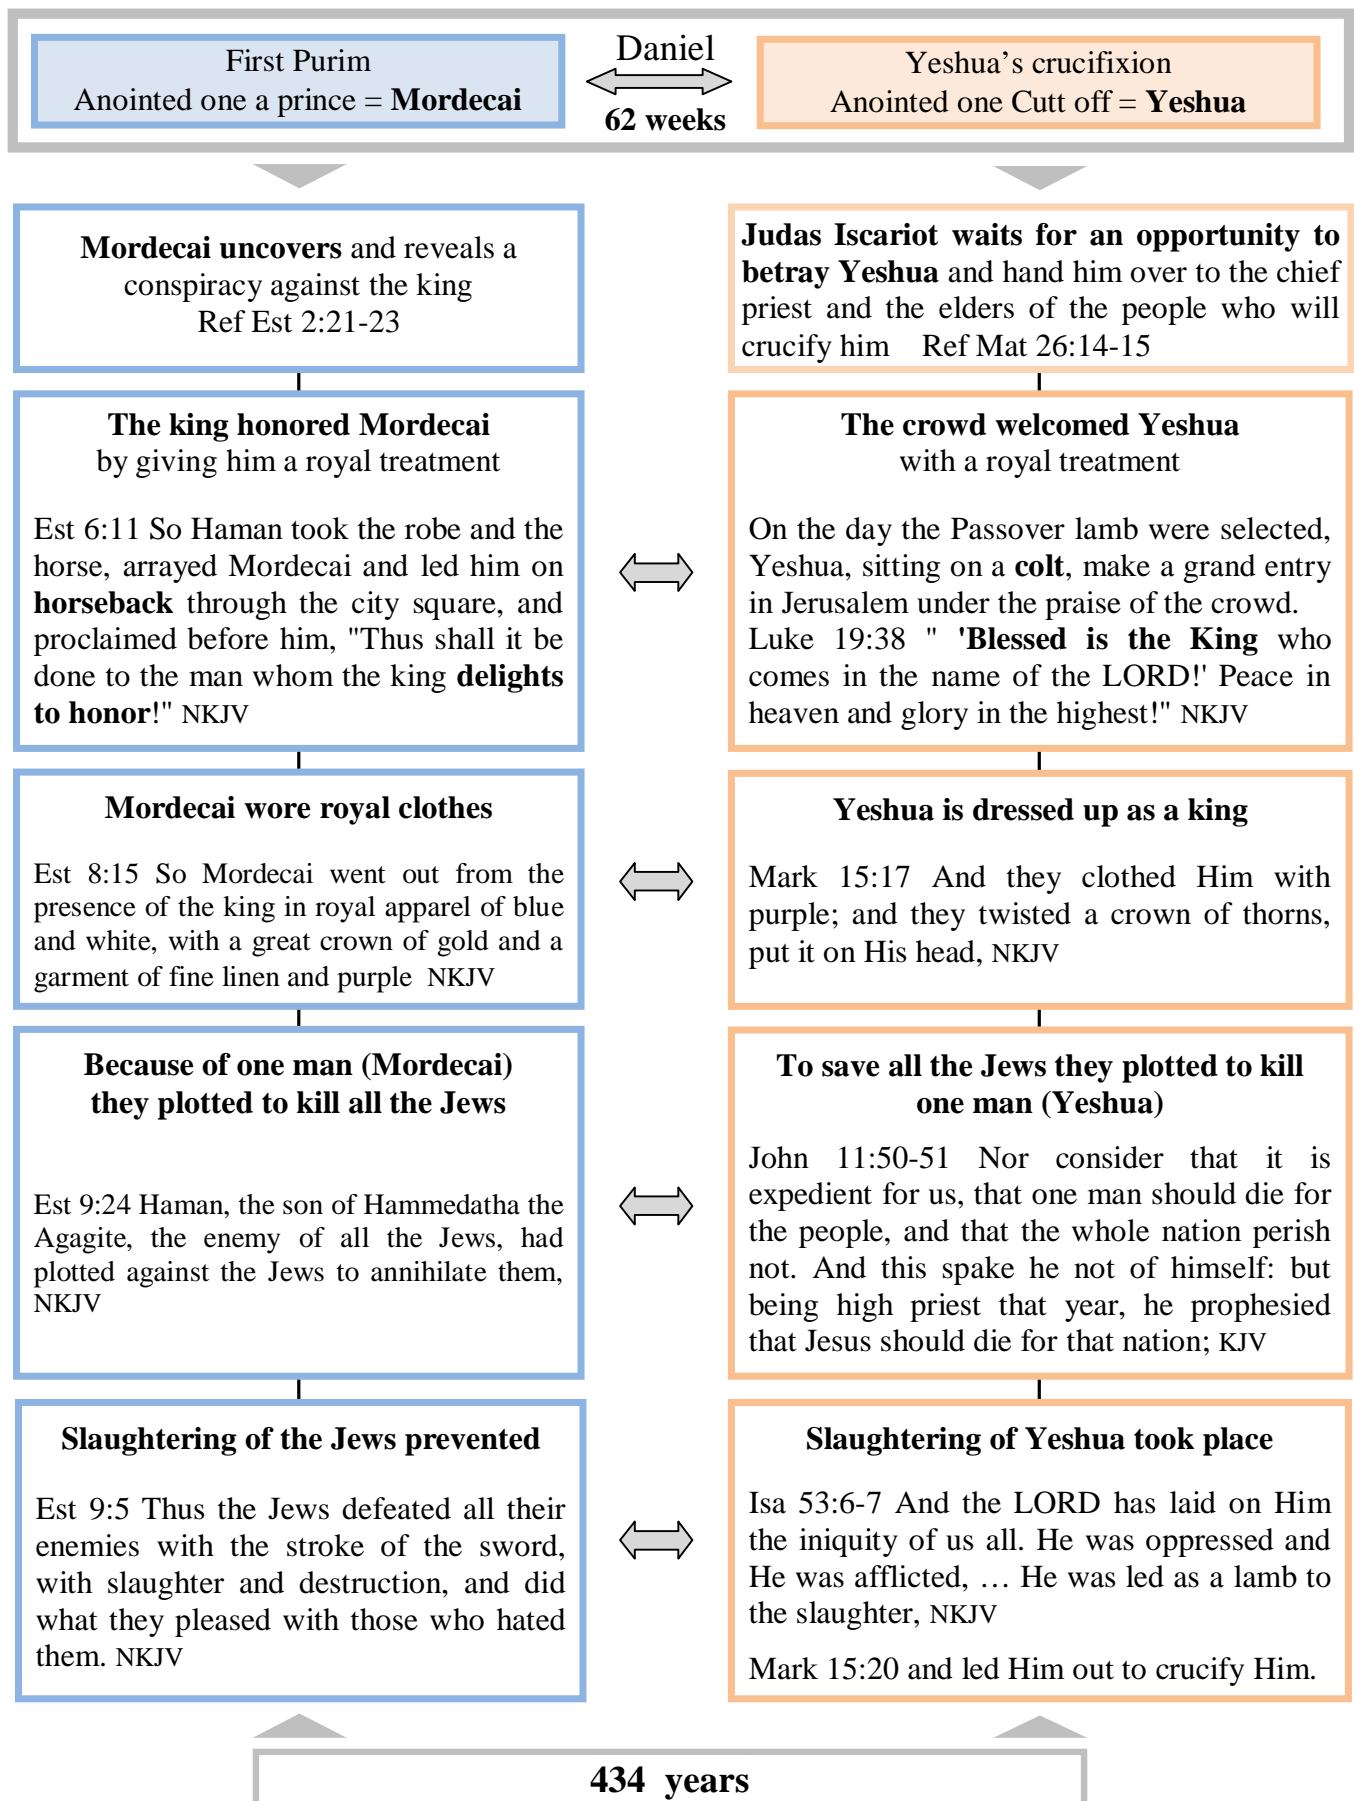 First Purim
Anointed one a prince = Mordecai
Daniel
62 weeks
Yeshua's crucifixion
Anointed one Cutt off = Yeshua
Mordecai uncovers and reveals a
conspiracy against the king
Ref Est 2:21-23
Judas Iscariot waits for an opportunity to
betray Yeshua and hand him over to the chief
priest and the elders of the people who will
crucify him Ref Mat 26:14-15
The king honored Mordecai
by giving him a royal treatment
Est 6:11 So Haman took the robe and the
horse, arrayed Mordecai and led him on
horseback through the city square, and
proclaimed before him, "Thus shall it be
done to the man whom the king delights
to honor!" NKJV
The crowd welcomed Yeshua
with a royal treatment
On the day the Passover lamb were selected,
Yeshua, sitting on a colt, make a grand entry
in Jerusalem under the praise of the crowd.
Luke 19:38 " 'Blessed is the King who
comes in the name of the LORD!' Peace in
heaven and glory in the highest!" NKJV
Mordecai wore royal clothes
Est 8:15 So Mordecai went out from the
presence of the king in royal apparel of blue
and white, with a great crown of gold and a
garment of fine linen and purple NKJV
Yeshua is dressed up as a king
Mark 15:17 And they clothed Him with
purple; and they twisted a crown of thorns,
put it on His head, NKJV
Because of one man (Mordecai)
they plotted to kill all the Jews
Est 9:24 Haman, the son of Hammedatha the
Agagite, the enemy of all the Jews, had
plotted against the Jews to annihilate them,
NKJV
To save all the Jews they plotted to kill
one man (Yeshua)
John 11:50-51 Nor consider that it is
expedient for us, that one man should die for
the people, and that the whole nation perish
not. And this spake he not of himself: but
being high priest that year, he prophesied
that Jesus should die for that nation; KJV
Slaughtering of the Jews prevented
Est 9:5 Thus the Jews defeated all their
enemies with the stroke of the sword,
with slaughter and destruction, and did
what they pleased with those who hated
them. NKJV
Slaughtering of Yeshua took place
Isa 53:6-7 And the LORD has laid on Him
the iniquity of us all. He was oppressed and
He was afflicted, … He was led as a lamb to
the slaughter, NKJV
Mark 15:20 and led Him out to crucify Him.
434 years